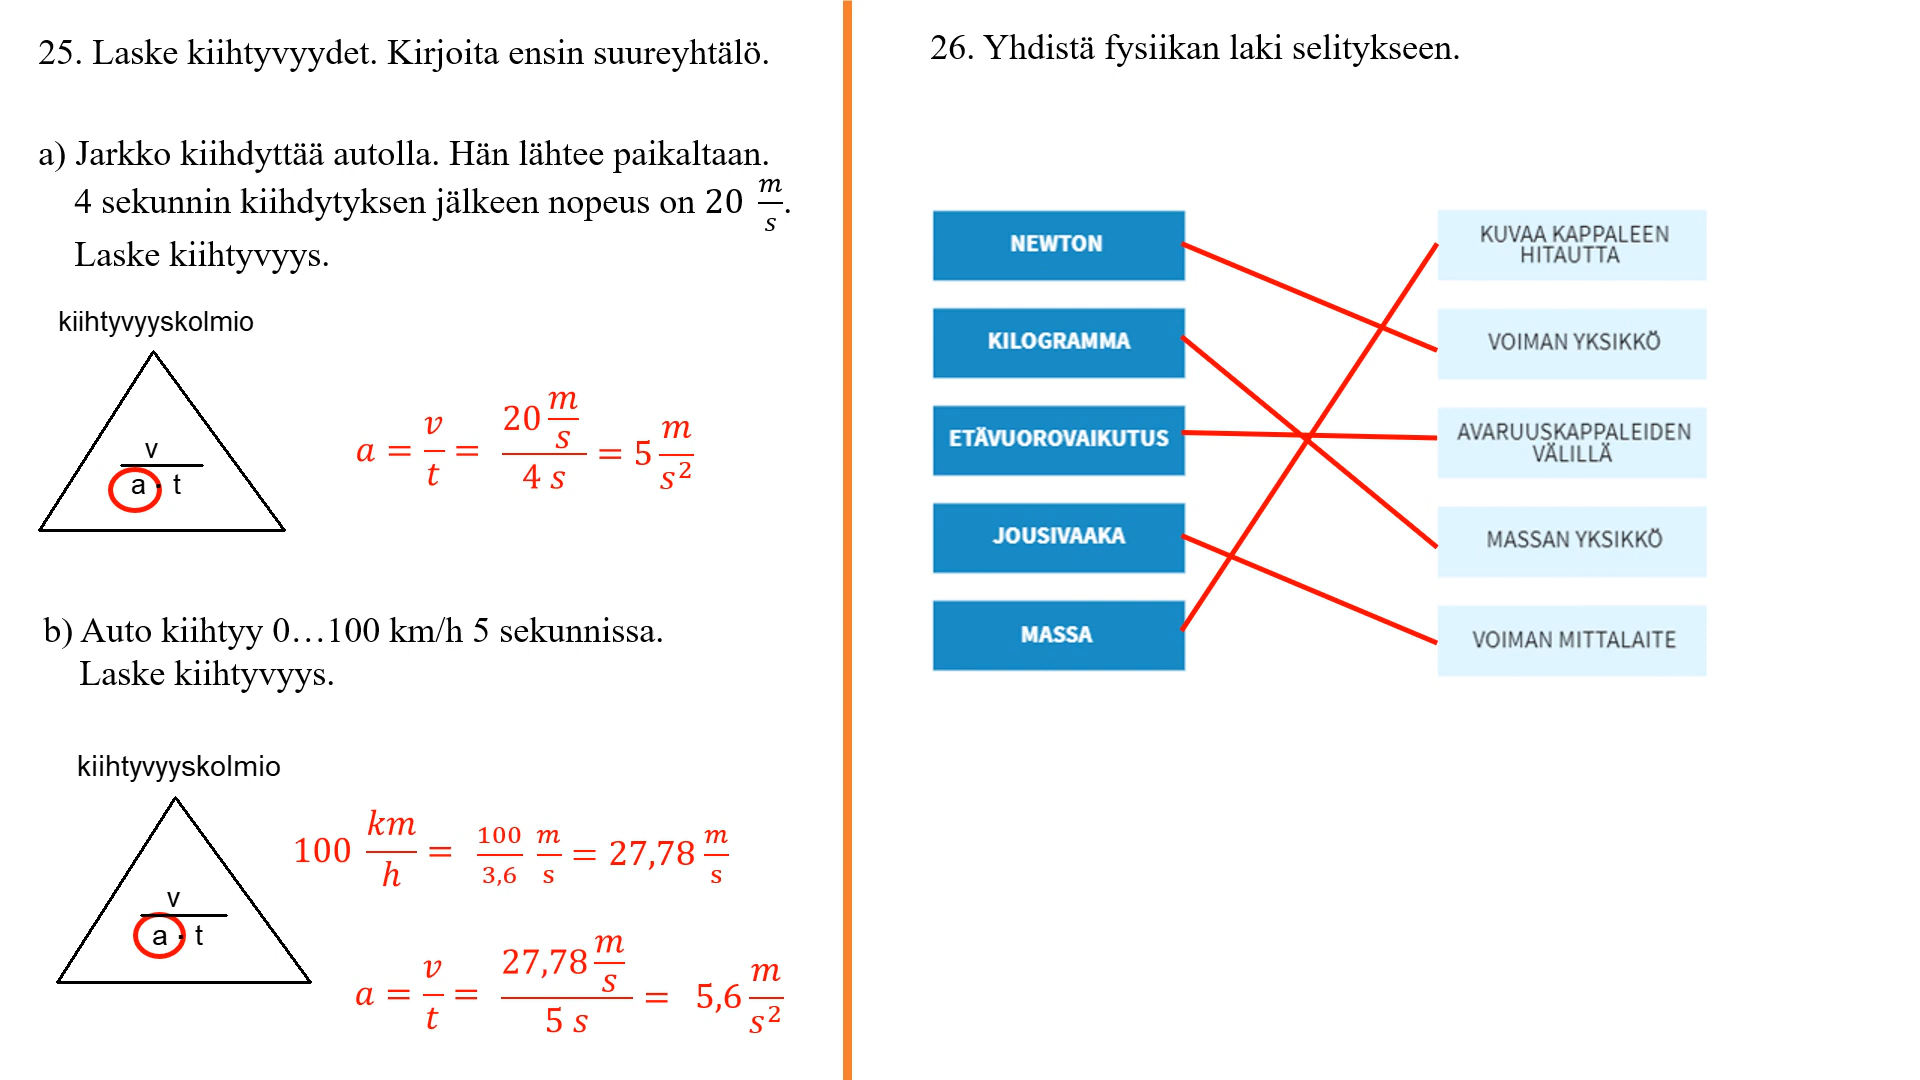 25. Laske kiihtyvyydet. Kirjoita ensin suureyhtälö.
a) Jarkko kiihdyttää autolla. Hän lähtee paikaltaan.
4 sekunnin kiihdytyksen jälkeen nopeus on 20 m/s.
Laske kiihtyvyys.
kiihtyvyyskolmio
v
a · t
a = v/t = 20 m/s / 4 s = 5 m/s²
b) Auto kiihtyy 0…100 km/h 5 sekunnissa.
Laske kiihtyvyys.
kiihtyvyyskolmio
v
a · t
100 km/h = 100/3,6 m/s = 27,78 m/s
a = v/t = 27,78 m/s / 5 s = 5,6 m/s²
26. Yhdistä fysiikan laki selitykseen.
NEWTON
KILOGRAMMA
ETÄVUOROVAIKUTUS
JOUSIVAAKA
MASSA
KUVAA KAPPALEEN
HITAUTTA
VOIMAN YKSIKKÖ
AVARUUSKAPPALEIDEN
VÄLILLÄ
MASSAN YKSIKKÖ
VOIMAN MITTALAITE